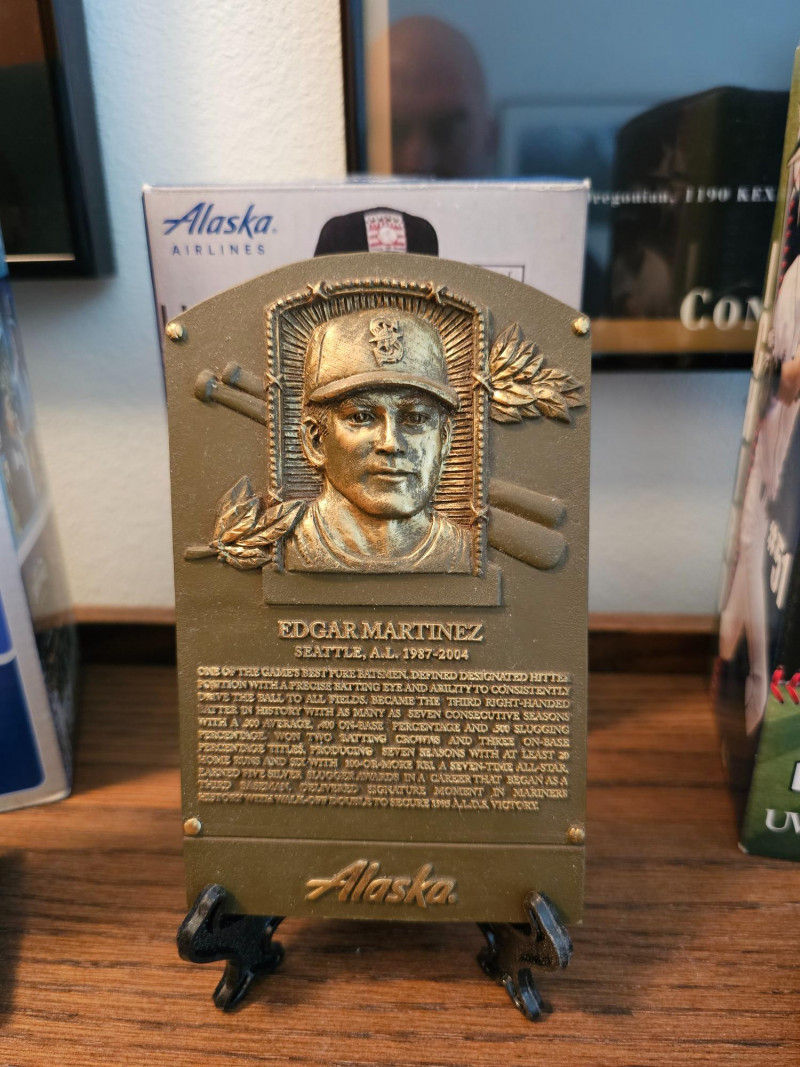 Alaska
AIRLINES
Oregonian, 1190 KEX
CON
EDGAR MARTINEZ
SEATTLE, A.L. 1987-2004
ONE OF THE GAME'S BEST PURE BATSMEN, DEFINED DESIGNATED HITTER
POSITION WITH A PRECISE BATTING EYE AND ABILITY TO CONSISTENTLY
DRIVE THE BALL TO ALL FIELDS. BECAME THE THIRD RIGHT-HANDED
BATTER IN HISTORY WITH AS MANY AS SEVEN CONSECUTIVE SEASONS
WITH A .300 AVERAGE, .400 ON-BASE PERCENTAGE AND .500 SLUGGING
PERCENTAGE. WON TWO BATTING CROWNS AND THREE ON-BASE
PERCENTAGE TITLES, PRODUCING SEVEN SEASONS WITH AT LEAST 20
HOME RUNS AND SIX WITH 100-OR-MORE RBI. A SEVEN-TIME ALL-STAR,
EARNED FIVE SILVER SLUGGER AWARDS IN A CAREER THAT BEGAN AS A
THIRD BASEMAN. DELIVERED SIGNATURE MOMENT IN MARINERS
HISTORY WITH WALK-OFF DOUBLE TO SECURE 1995 A.L.D.S. VICTORY.
Alaska